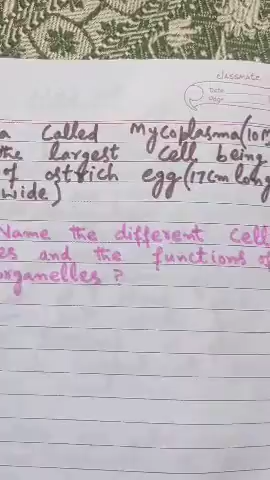 classmate
Date
Page
a called Mycoplasma (10 M
the largest cell being
of ostrich egg (17cm long
wide)
Name the different cell
es and the functions of
organelles ?